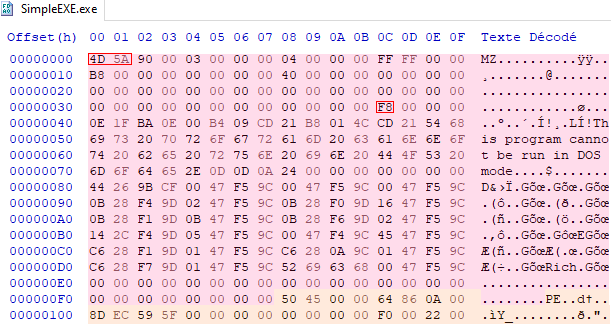 SimpleEXE.exe
Offset(h) 00 01 02 03 04 05 06 07 08 09 0A 0B 0C 0D 0E 0F Texte Décodé
00000000 4D 5A 90 00 03 00 00 00 04 00 00 00 FF FF 00 00 MZ..........ÿÿ..
00000010 B8 00 00 00 00 00 00 00 40 00 00 00 00 00 00 00 ¸.......@.......
00000020 00 00 00 00 00 00 00 00 00 00 00 00 00 00 00 00 ................
00000030 00 00 00 00 00 00 00 00 00 00 00 00 F8 00 00 00 ............ø...
00000040 0E 1F BA 0E 00 B4 09 CD 21 B8 01 4C CD 21 54 68 ..º..´.Í!¸.LÍ!Th
00000050 69 73 20 70 72 6F 67 72 61 6D 20 63 61 6E 6E 6F is program canno
00000060 74 20 62 65 20 72 75 6E 20 69 6E 20 44 4F 53 20 t be run in DOS
00000070 6D 6F 64 65 2E 0D 0D 0A 24 00 00 00 00 00 00 00 mode....$.......
00000080 44 26 9B CF 00 47 F5 9C 00 47 F5 9C 00 47 F5 9C D&›Ï.Gõœ.Gõœ.Gõœ
00000090 0B 28 F4 9D 02 47 F5 9C 0B 28 F0 9D 16 47 F5 9C .(ô..Gõœ.(ð..Gõœ
000000A0 0B 28 F1 9D 0B 47 F5 9C 0B 28 F6 9D 02 47 F5 9C .(ñ..Gõœ.(ö..Gõœ
000000B0 14 2C F4 9D 05 47 F5 9C 00 47 F4 9C 45 47 F5 9C .,ô..Gõœ.GôœEGõœ
000000C0 C6 28 F1 9D 01 47 F5 9C C6 28 0A 9C 01 47 F5 9C Æ(ñ..GõœÆ(.œ.Gõœ
000000D0 C6 28 F7 9D 01 47 F5 9C 52 69 63 68 00 47 F5 9C Æ(÷..GõœRich.Gõœ
000000E0 00 00 00 00 00 00 00 00 00 00 00 00 00 00 00 00 ................
000000F0 00 00 00 00 00 00 00 00 50 45 00 00 64 86 0A 00 ........PE..d†..
00000100 8D EC 59 5F 00 00 00 00 00 00 00 00 F0 00 22 00 .ìY_........ð.".